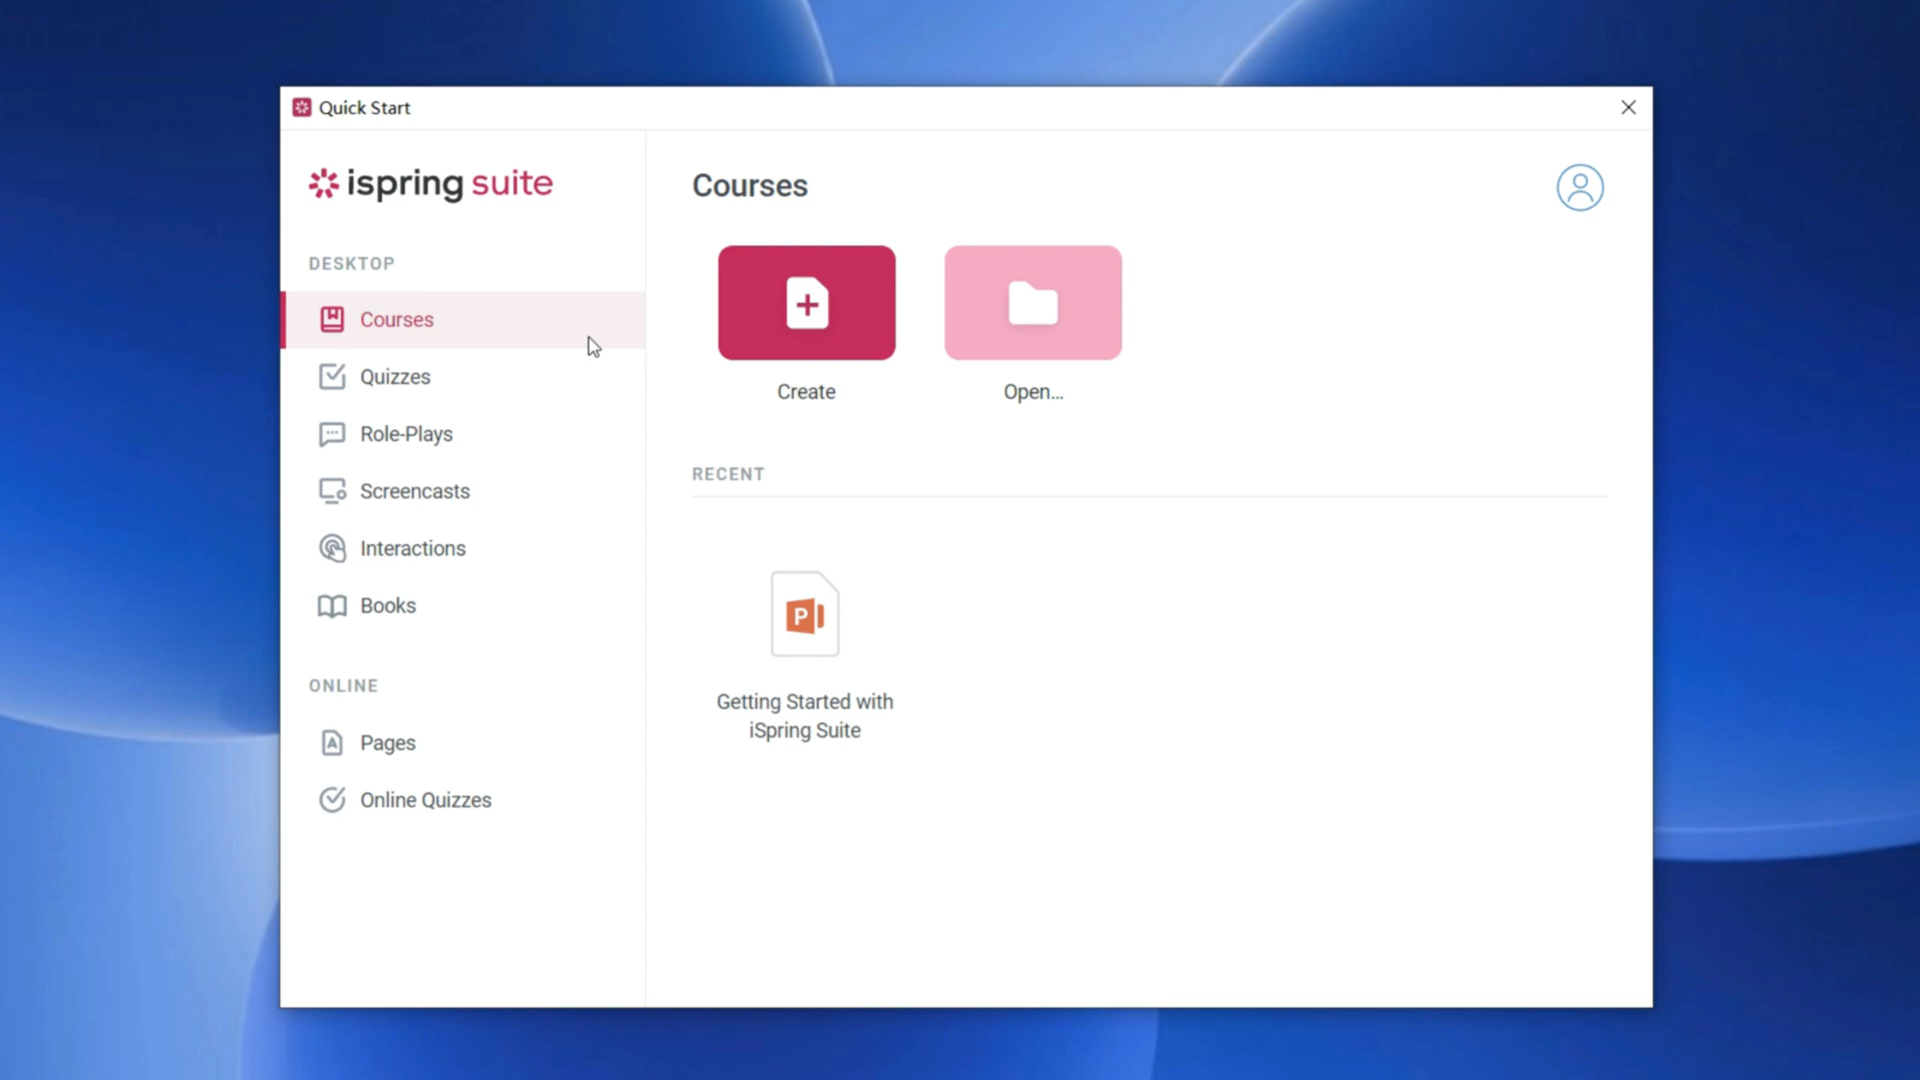 Quick Start
ispring suite
DESKTOP
Courses
Quizzes
Role-Plays
Screencasts
Interactions
Books
ONLINE
Pages
Online Quizzes
Courses
Create
Open...
RECENT
P
Getting Started with
iSpring Suite